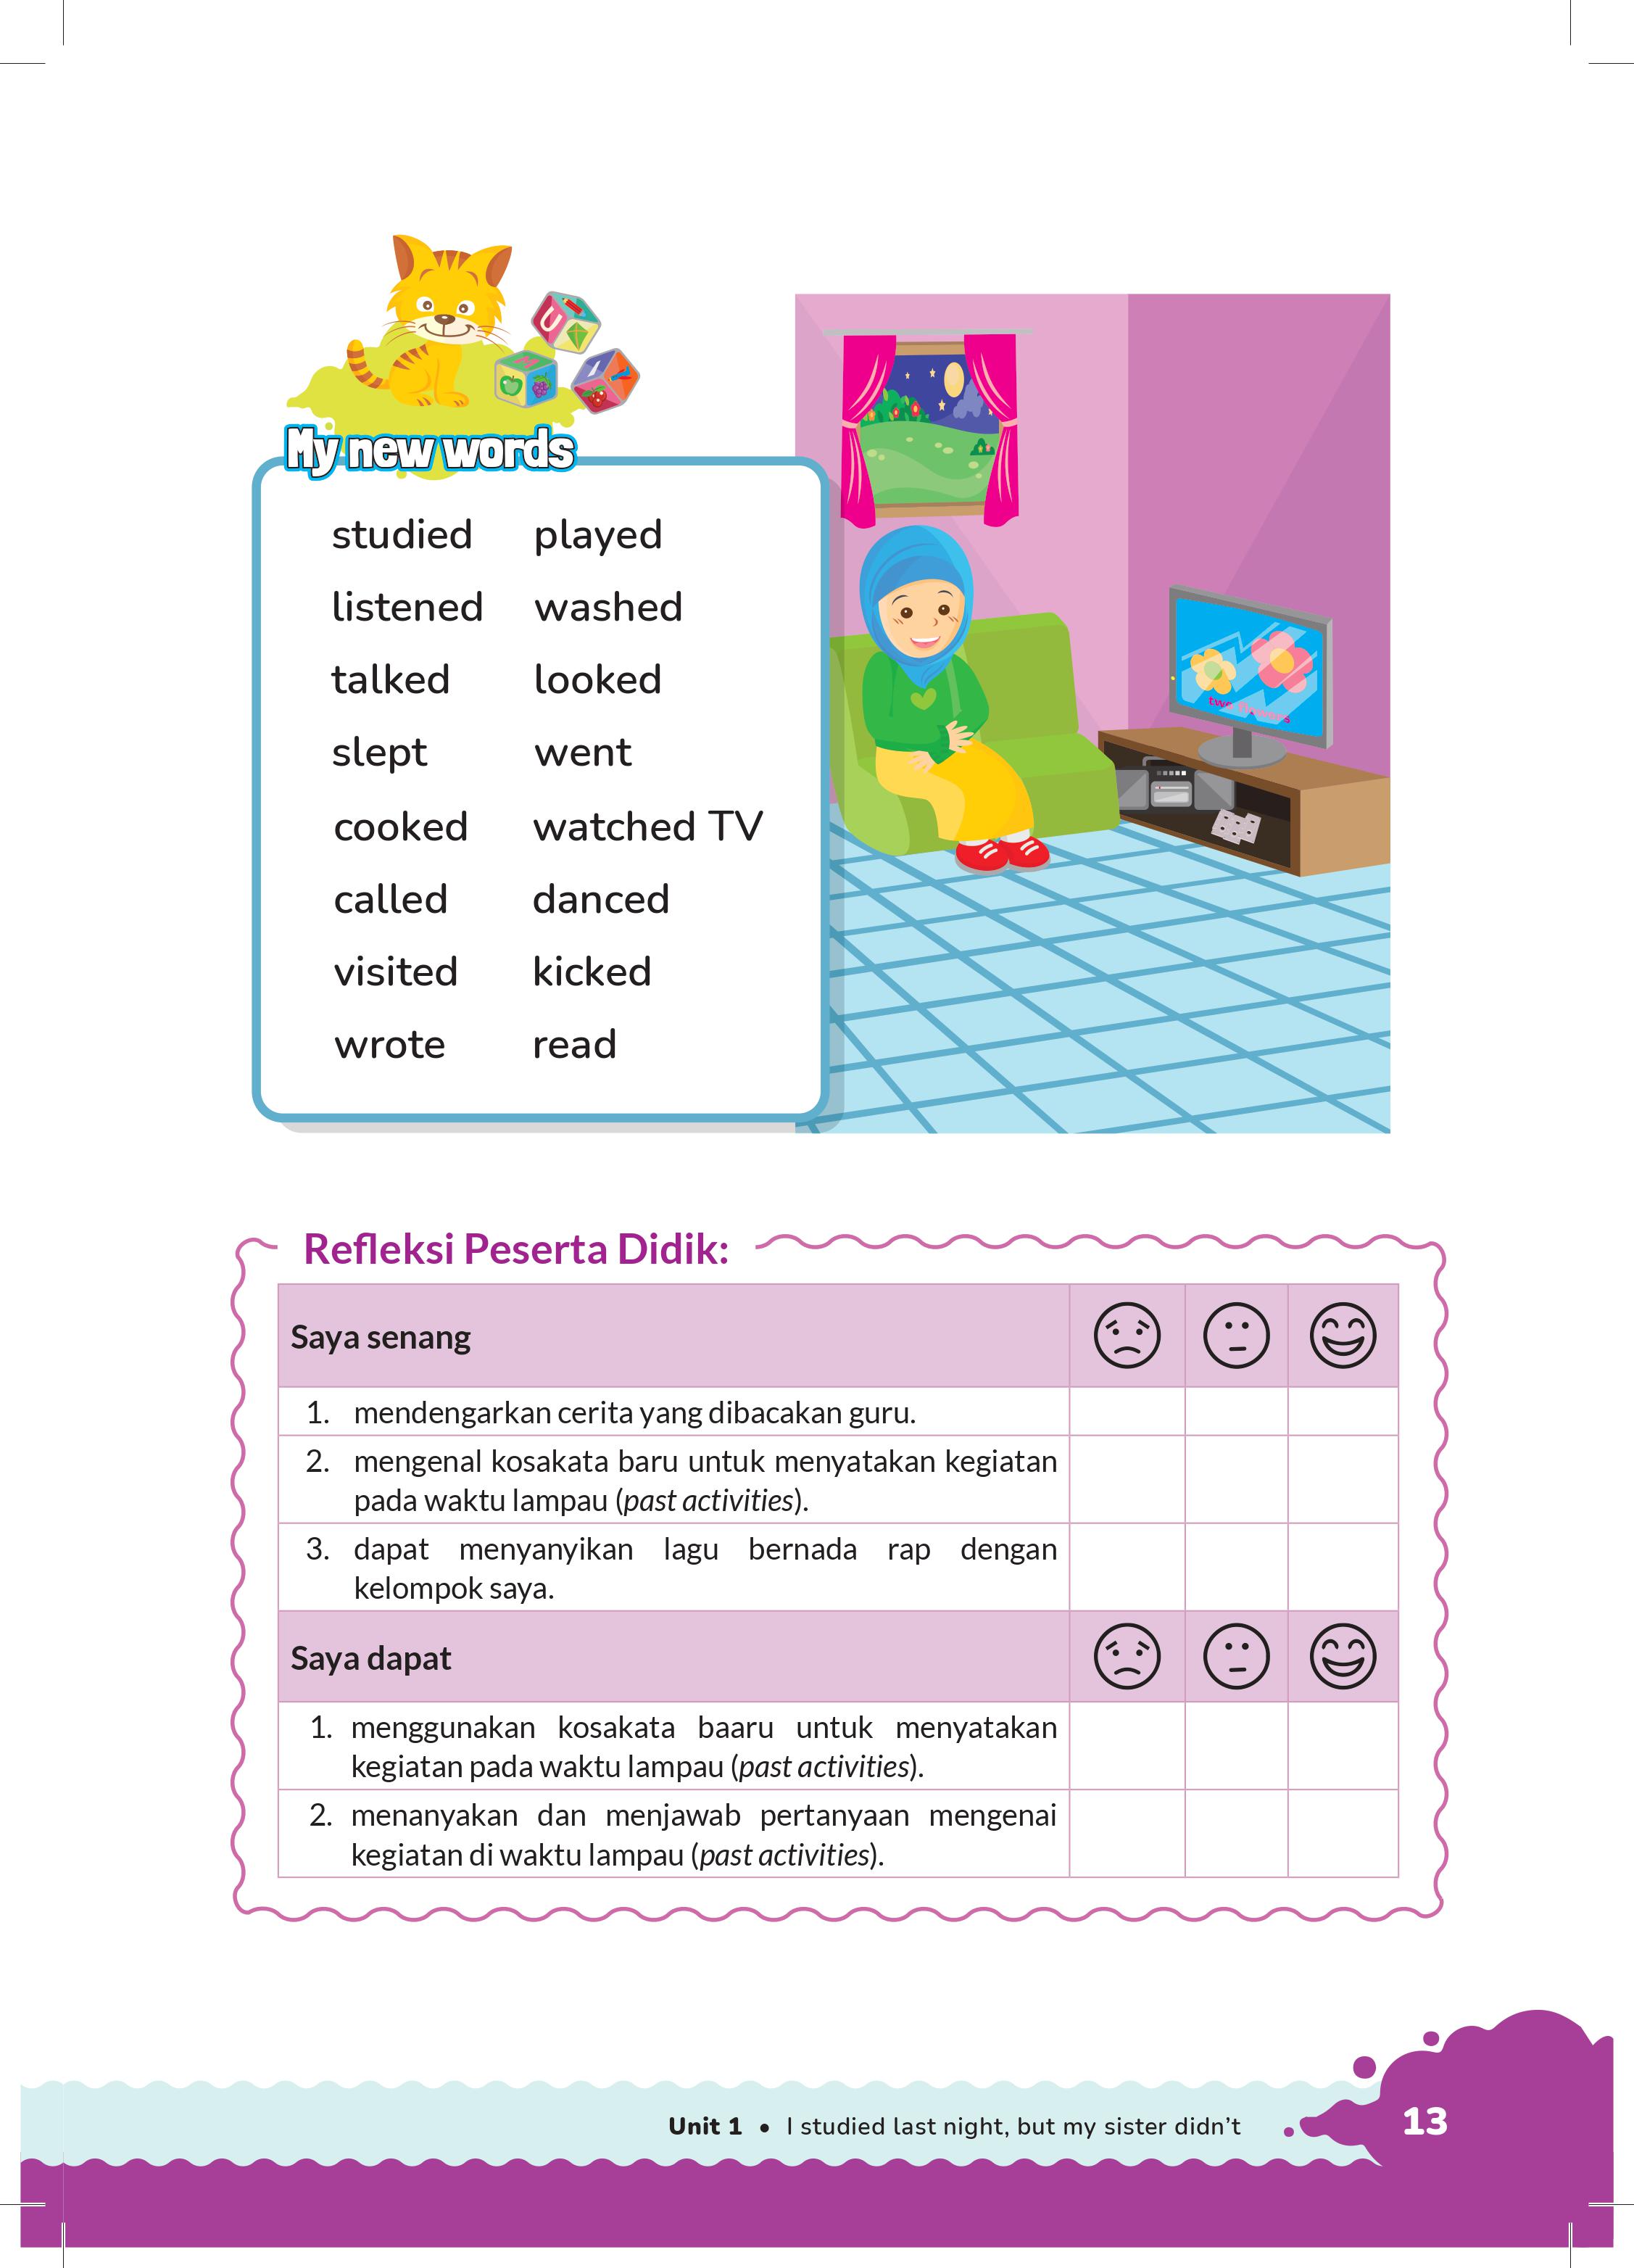 My new words
studied played
listened washed
talked looked
slept went
cooked watched TV
called danced
visited kicked
wrote read
two flowers
Refleksi Peserta Didik:
Saya senang
1. mendengarkan cerita yang dibacakan guru.
2. mengenal kosakata baru untuk menyatakan kegiatan
pada waktu lampau (past activities).
3. dapat menyanyikan lagu bernada rap dengan
kelompok saya.
Saya dapat
1. menggunakan kosakata baaru untuk menyatakan
kegiatan pada waktu lampau (past activities).
2. menanyakan dan menjawab pertanyaan mengenai
kegiatan di waktu lampau (past activities).
Unit 1 • I studied last night, but my sister didn’t
13